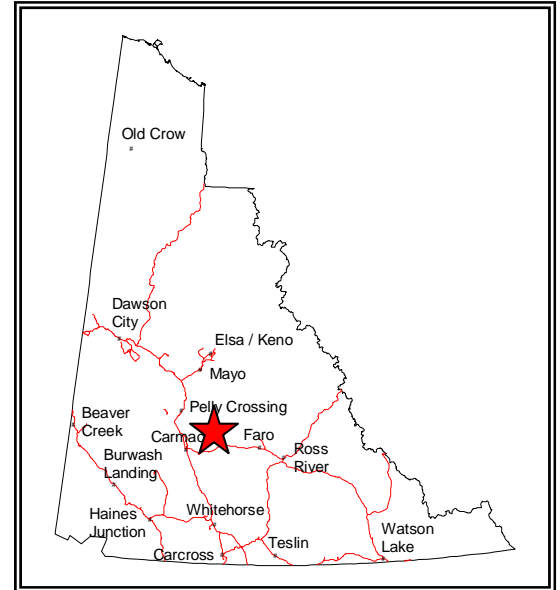 Old Crow
Dawson
City
Elsa / Keno
Mayo
Pelly Crossing
Beaver
Creek
Faro
Burwash
Landing
Ross
River
Haines
Junction
Whitehorse
Watson
Lake
Teslin
Carcross